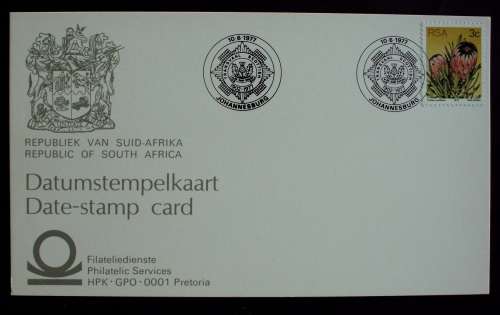 REPUBLIEK VAN SUID-AFRIKA
REPUBLIC OF SOUTH AFRICA
Datumstempelkaart
Date-stamp card
Filateliedienste
Philatelic Services
HPK · GPO · 0001 Pretoria
10·6·1977
JOHANNESBURG
10·6·1977
JOHANNESBURG
RSA 3c